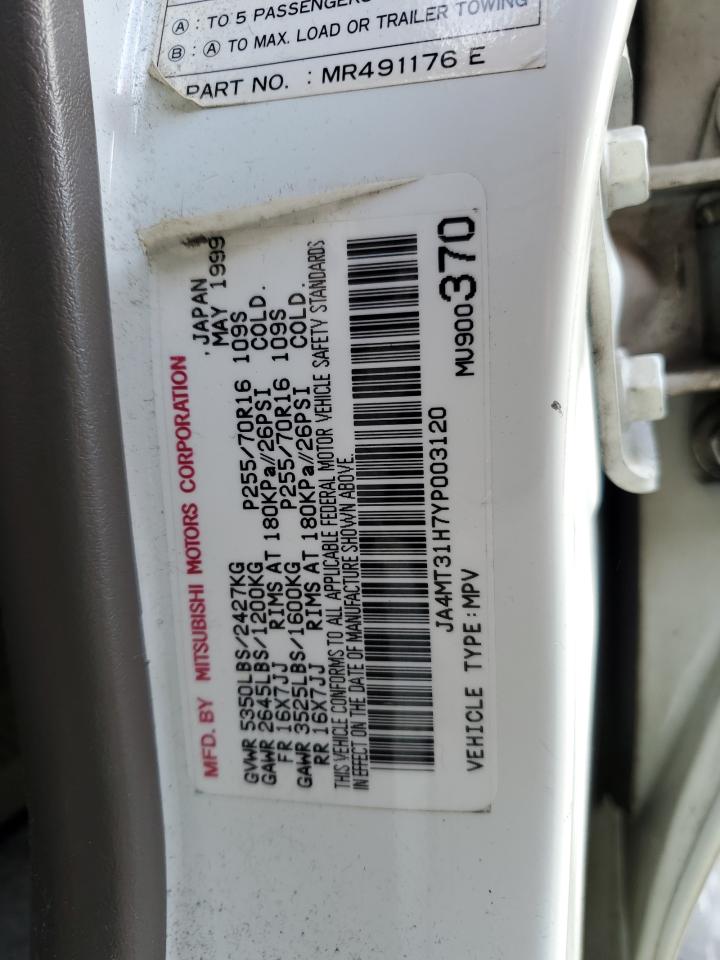 Ⓐ : TO 5 PASSENGERS
Ⓑ : Ⓐ TO MAX. LOAD OR TRAILER TOWING
PART NO. : MR491176 E
MFD. BY MITSUBISHI MOTORS CORPORATION , JAPAN
MAY 1999
GVWR 5350LBS/2427KG
GAWR 2645LBS/1200KG P255/70R16 109S
FR 16X7JJ RIMS AT 180KPa//26PSI COLD.
GAWR 3525LBS/1600KG P255/70R16 109S
RR 16X7JJ RIMS AT 180KPa//26PSI COLD.
THIS VEHICLE CONFORMS TO ALL APPLICABLE FEDERAL MOTOR VEHICLE SAFETY STANDARDS
IN EFFECT ON THE DATE OF MANUFACTURE SHOWN ABOVE.
JA4MT31H7YP003120
VEHICLE TYPE:MPV MU900370